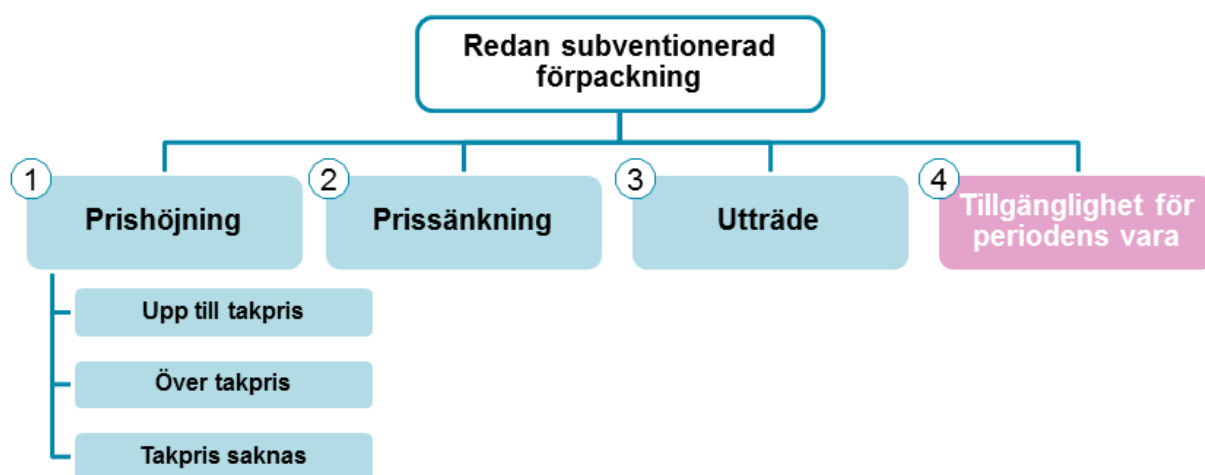 Redan subventionerad
förpackning
1
Prishöjning
2
Prissänkning
3
Utträde
4
Tillgänglighet för
periodens vara
Upp till takpris
Över takpris
Takpris saknas